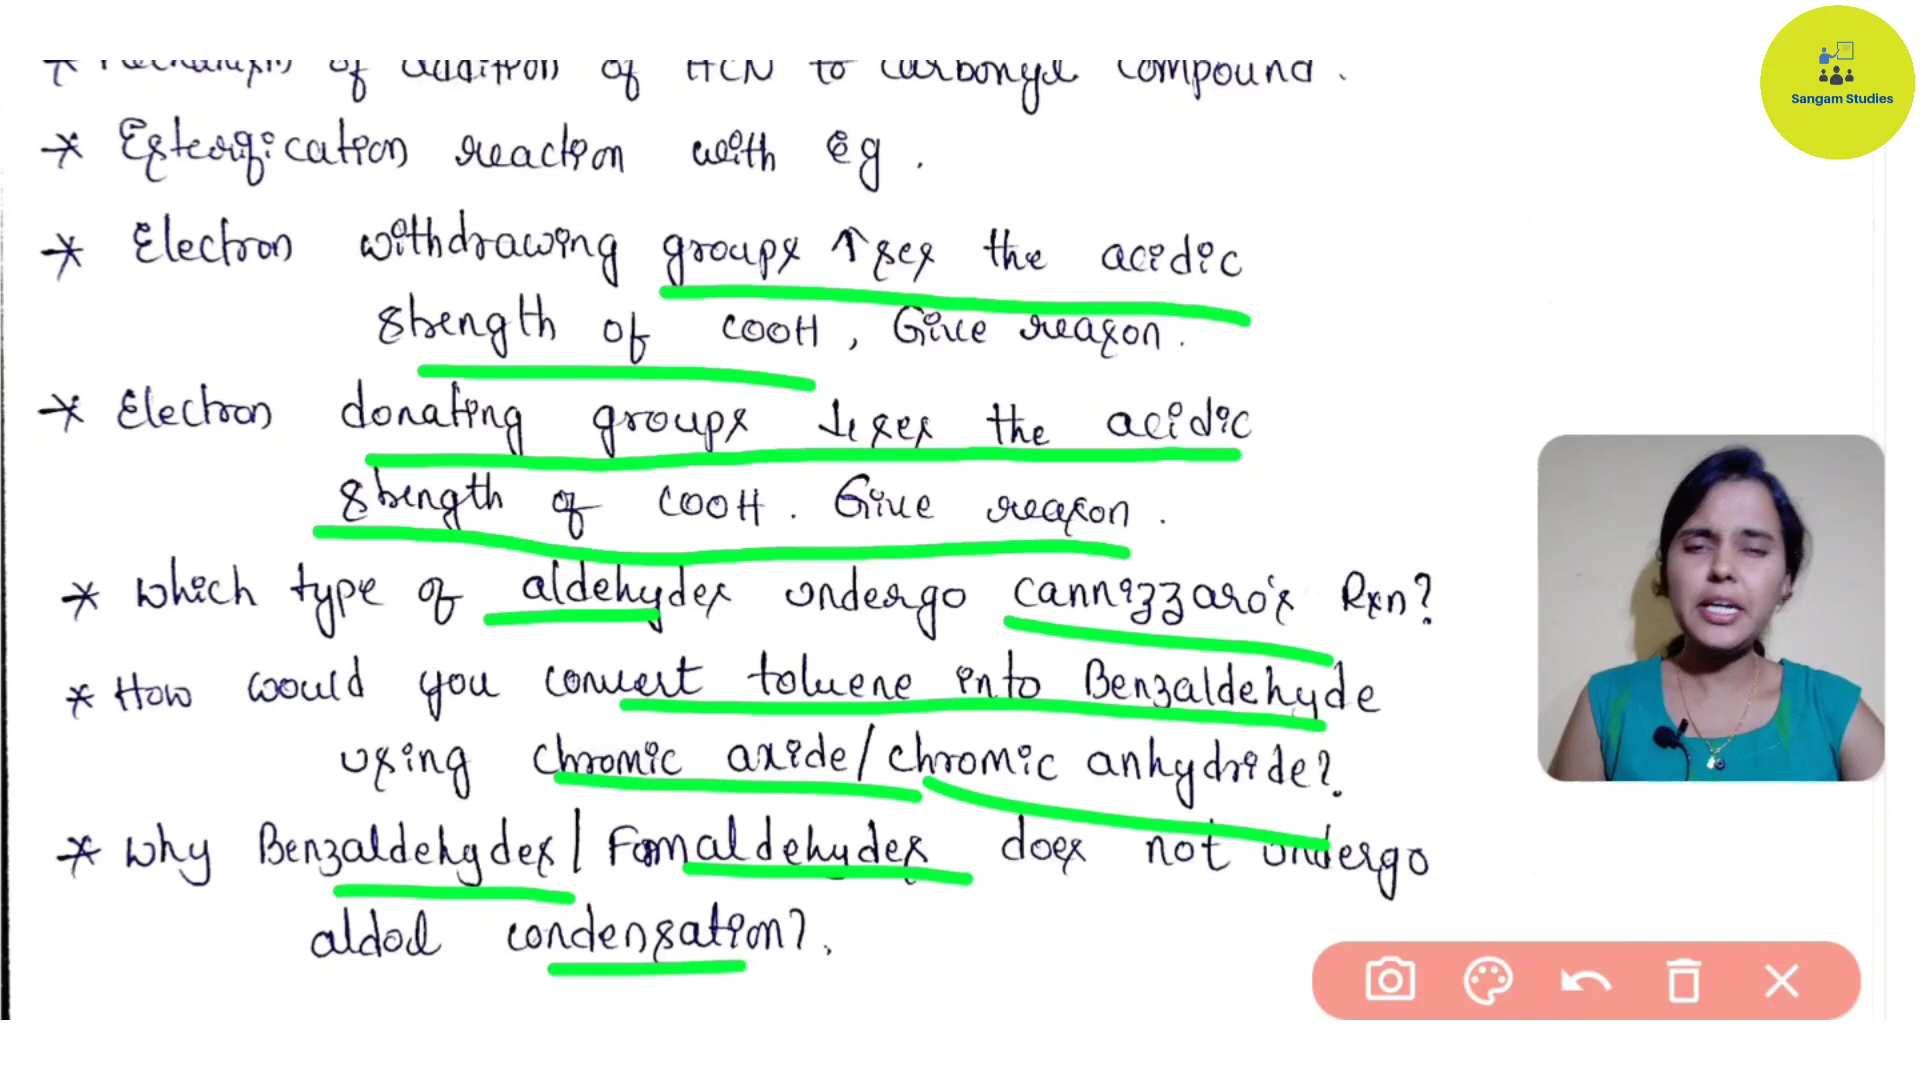 * Mechanism of addition of HCN to carbonyl compound.
* Esterification reaction with eg.
* Electron withdrawing groups ↑ses the acidic
strength of COOH, Give reason.
* Electron donating groups ↓ses the acidic
strength of COOH. Give reason.
* Which type of aldehydes undergo cannizzaro's Rxn?
* How would you convert toluene into Benzaldehyde
using chromic oxide/chromic anhydride?
* Why Benzaldehydes/Formaldehydes does not undergo
aldol condensation?.
Sangam Studies